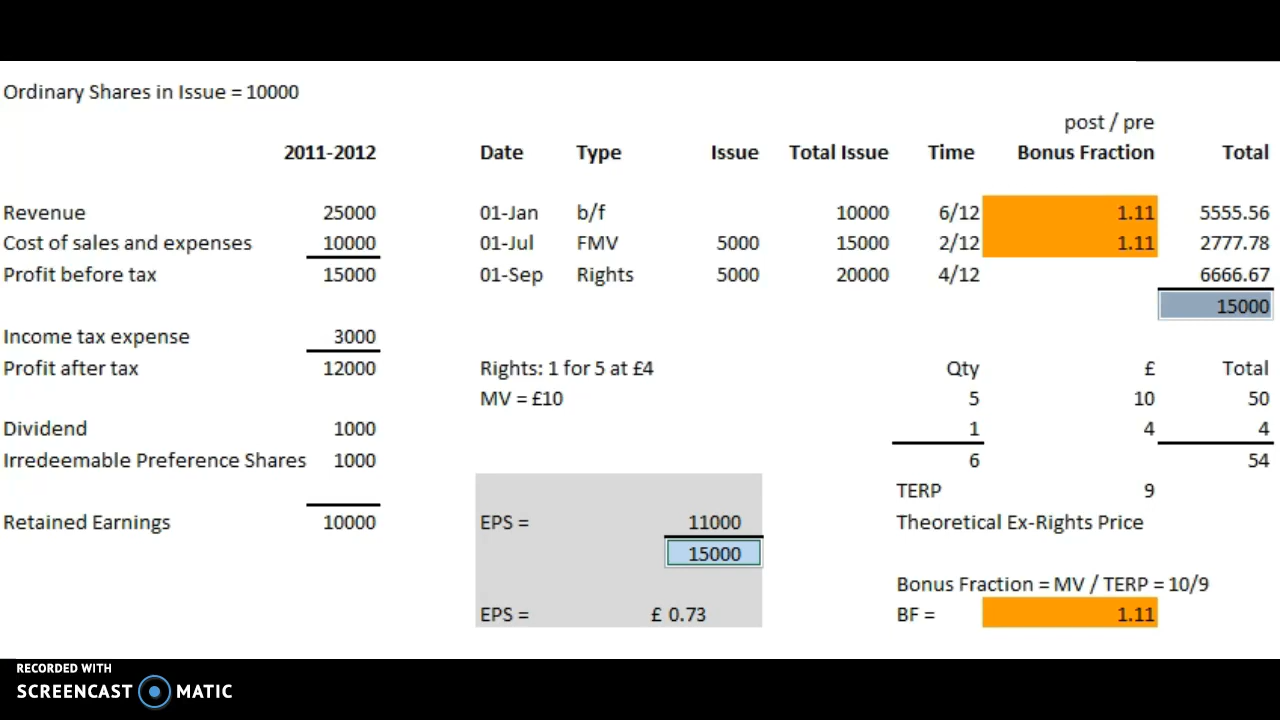 Ordinary Shares in Issue = 10000
post / pre
2011-2012 Date Type Issue Total Issue Time Bonus Fraction Total
Revenue 25000 01-Jan b/f 10000 6/12 1.11 5555.56
Cost of sales and expenses 10000 01-Jul FMV 5000 15000 2/12 1.11 2777.78
Profit before tax 15000 01-Sep Rights 5000 20000 4/12 6666.67
15000
Income tax expense 3000
Profit after tax 12000 Rights: 1 for 5 at £4 Qty £ Total
MV = £10 5 10 50
Dividend 1000 1 4 4
Irredeemable Preference Shares 1000 6 54
TERP 9
Retained Earnings 10000 EPS = 11000 Theoretical Ex-Rights Price
15000
Bonus Fraction = MV / TERP = 10/9
EPS = £ 0.73 BF = 1.11
RECORDED WITH
SCREENCAST MATIC